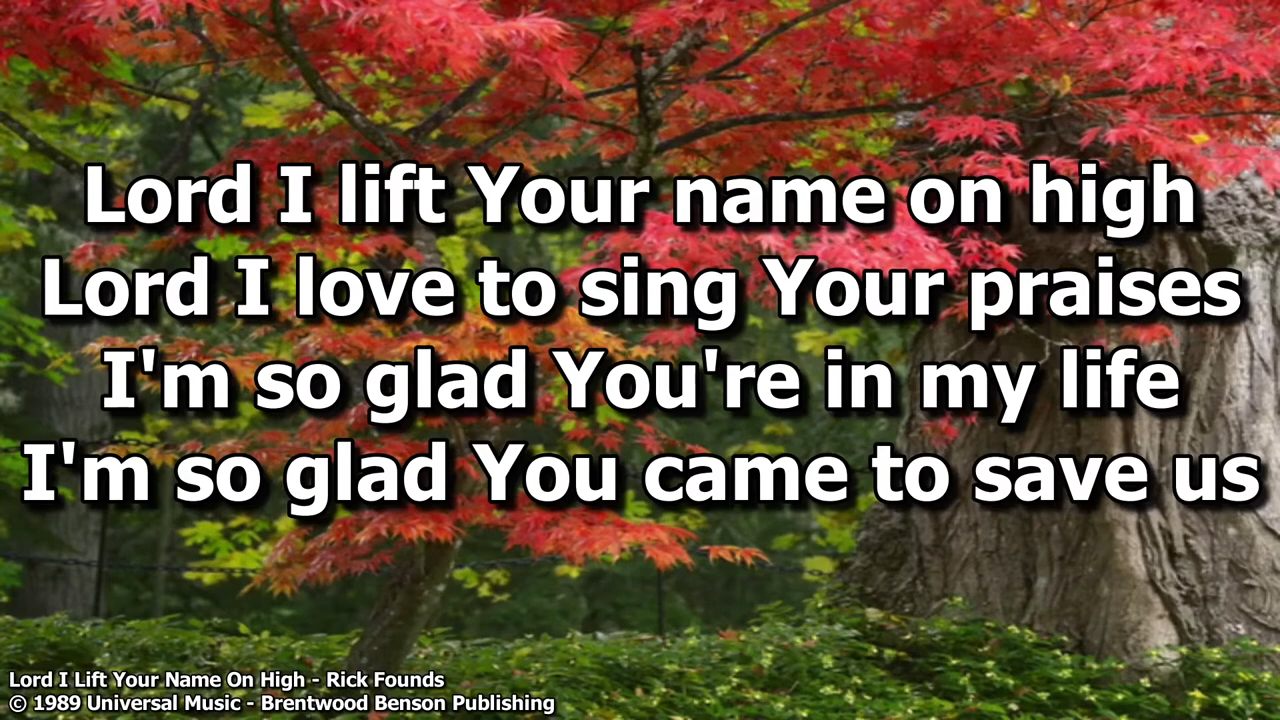 Lord I lift Your name on high
Lord I love to sing Your praises
I'm so glad You're in my life
I'm so glad You came to save us
Lord I Lift Your Name On High - Rick Founds
© 1989 Universal Music - Brentwood Benson Publishing